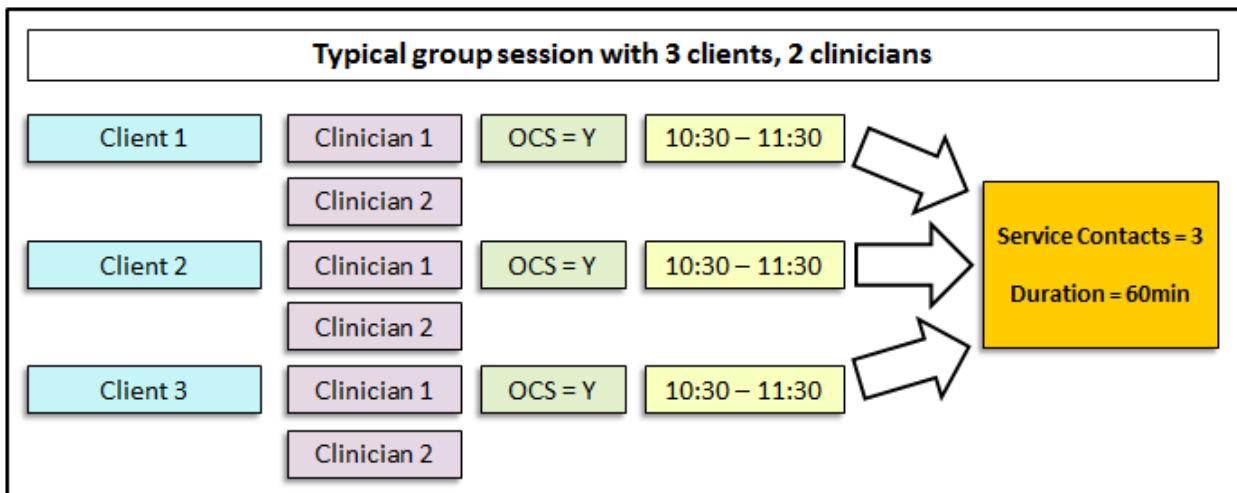 Typical group session with 3 clients, 2 clinicians
Client 1
Clinician 1
OCS = Y
10:30 – 11:30
Clinician 2
Client 2
Clinician 1
OCS = Y
10:30 – 11:30
Clinician 2
Client 3
Clinician 1
OCS = Y
10:30 – 11:30
Clinician 2
Service Contacts = 3
Duration = 60min